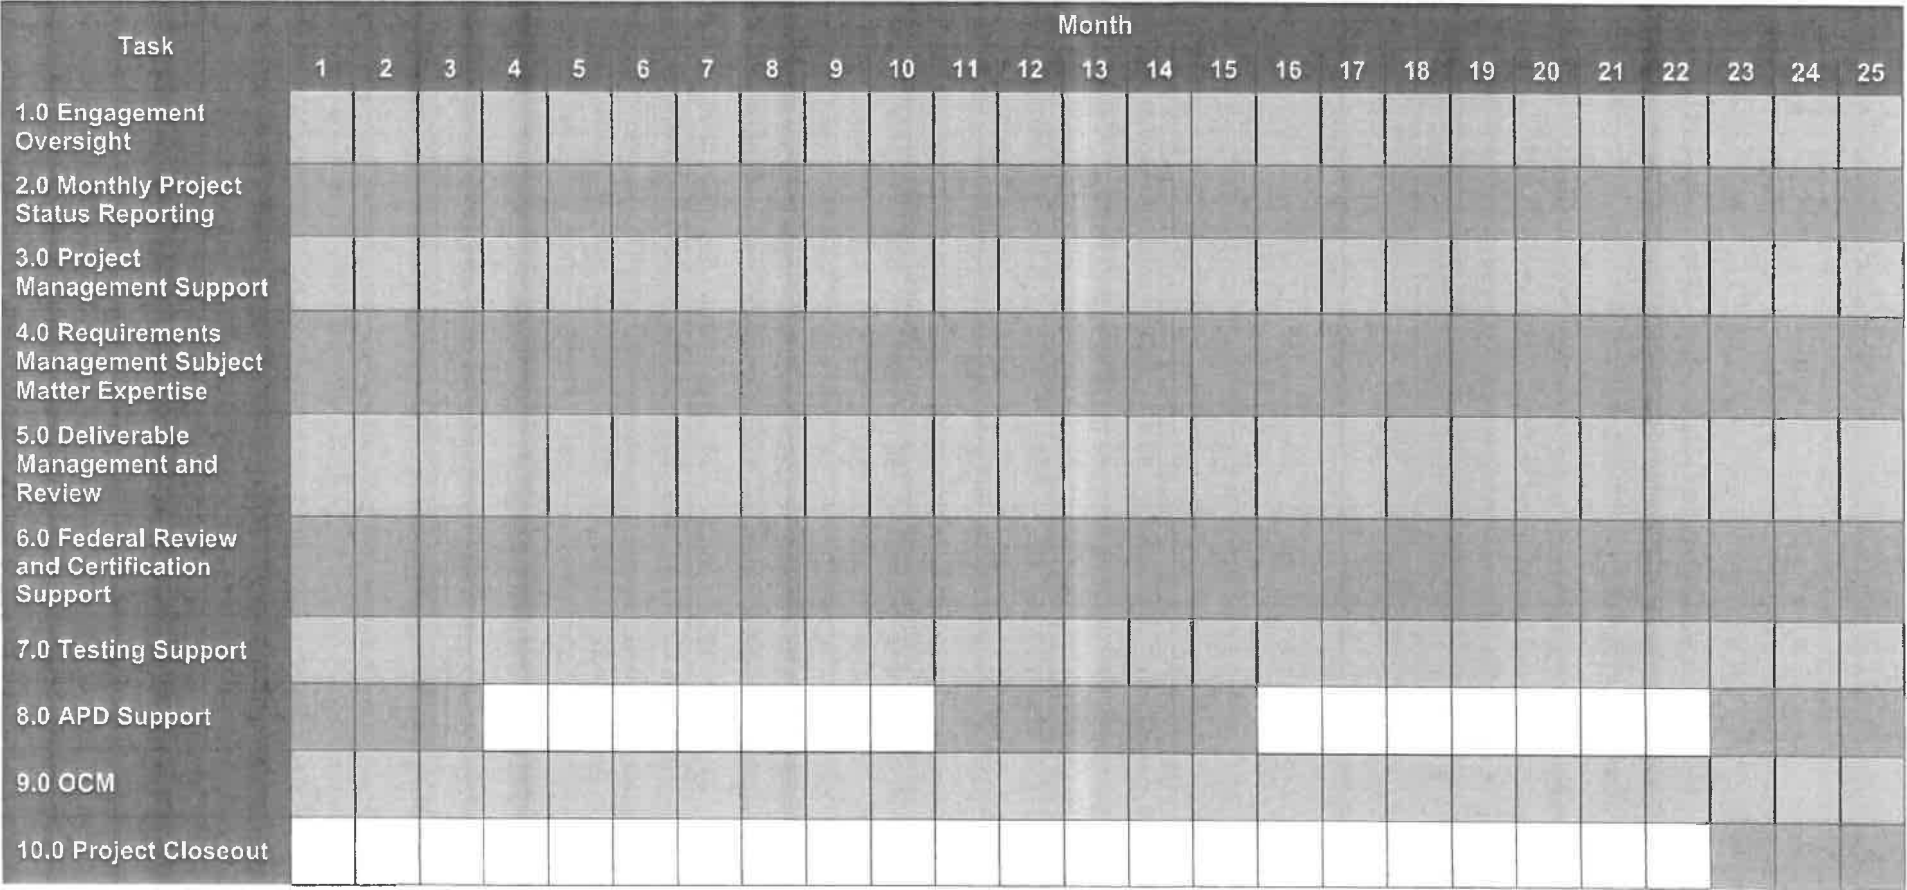 Month
Task
1 2 3 4 5 6 7 8 9 10 11 12 13 14 15 16 17 18 19 20 21 22 23 24 25
1.0 Engagement
Oversight
2.0 Monthly Project
Status Reporting
3.0 Project
Management Support
4.0 Requirements
Management Subject
Matter Expertise
5.0 Deliverable
Management and
Review
6.0 Federal Review
and Certification
Support
7.0 Testing Support
8.0 APD Support
9.0 OCM
10.0 Project Closeout